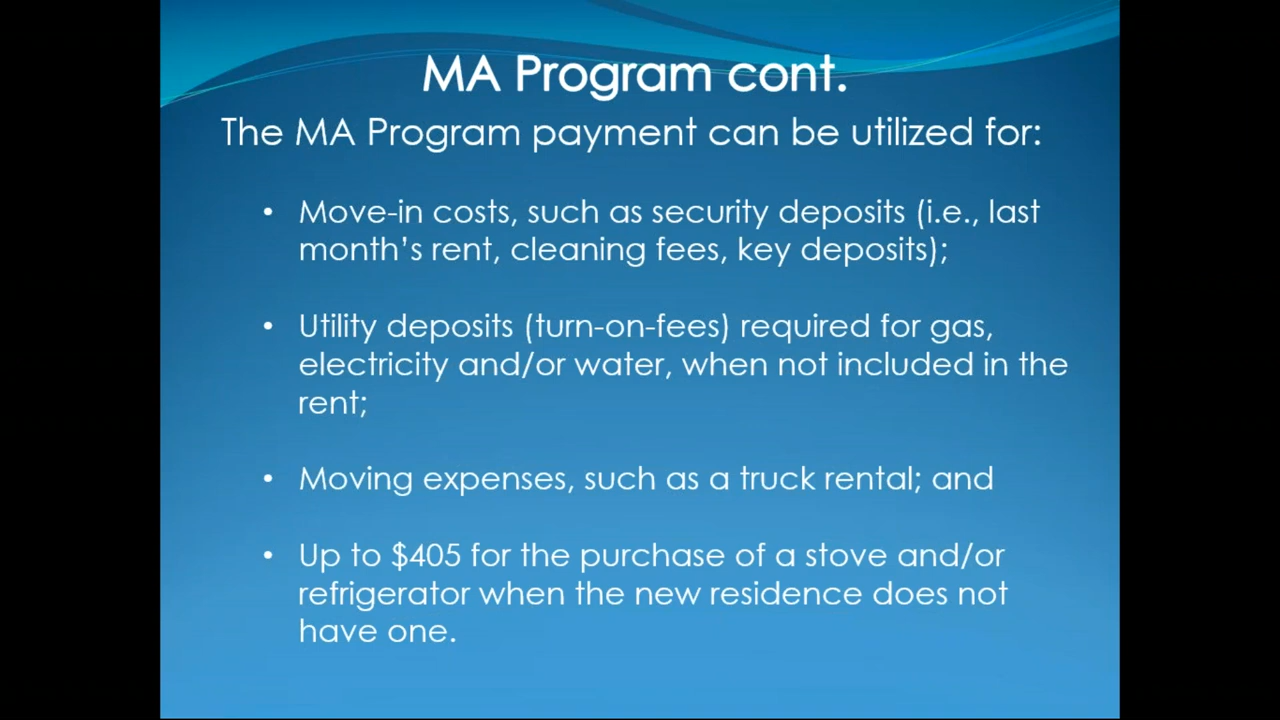 MA Program cont.
The MA Program payment can be utilized for:
• Move-in costs, such as security deposits (i.e., last
month’s rent, cleaning fees, key deposits);
• Utility deposits (turn-on-fees) required for gas,
electricity and/or water, when not included in the
rent;
• Moving expenses, such as a truck rental; and
• Up to $405 for the purchase of a stove and/or
refrigerator when the new residence does not
have one.